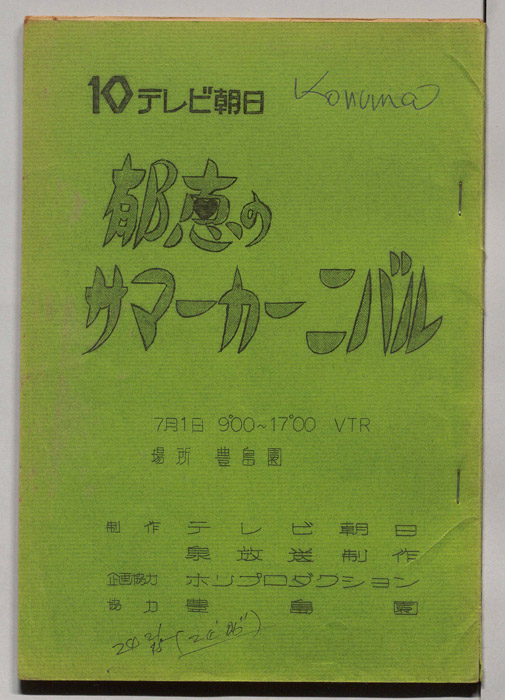 10テレビ朝日 Konuma
郁恵の
サマーカーニバル
7月1日 9:00~17:00 VTR
場所 豊島園
制作 テレビ朝日
泉放送制作
企画協力 ホリプロダクション
協力 豊島園